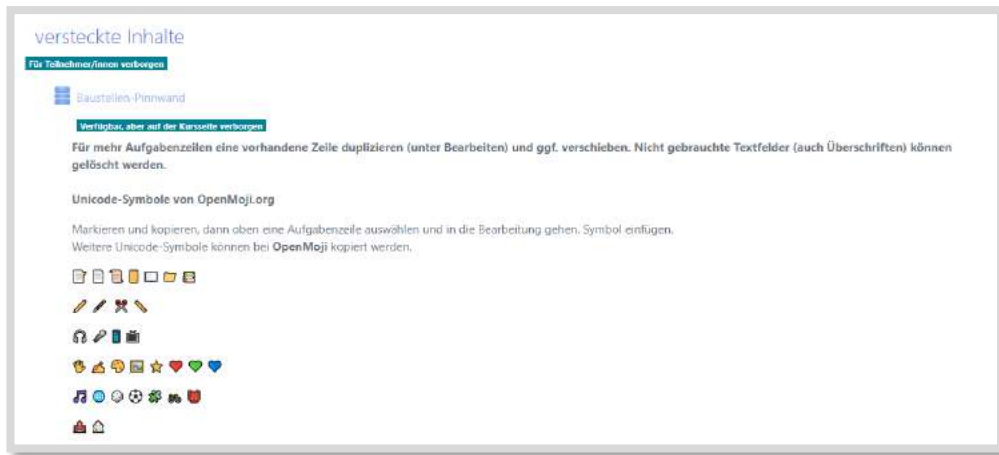 versteckte Inhalte
Für Teilnehmer/innen verborgen
Baustellen-Pinnwand
Verfügbar, aber auf der Kursseite verborgen
Für mehr Aufgabenzeilen eine vorhandene Zeile duplizieren (unter Bearbeiten) und ggf. verschieben. Nicht gebrauchte Textfelder (auch Überschriften) können
gelöscht werden.
Unicode-Symbole von OpenMoji.org
Markieren und kopieren, dann oben eine Aufgabenzeile auswählen und in die Bearbeitung gehen. Symbol einfügen.
Weitere Unicode-Symbole können bei OpenMoji kopiert werden.